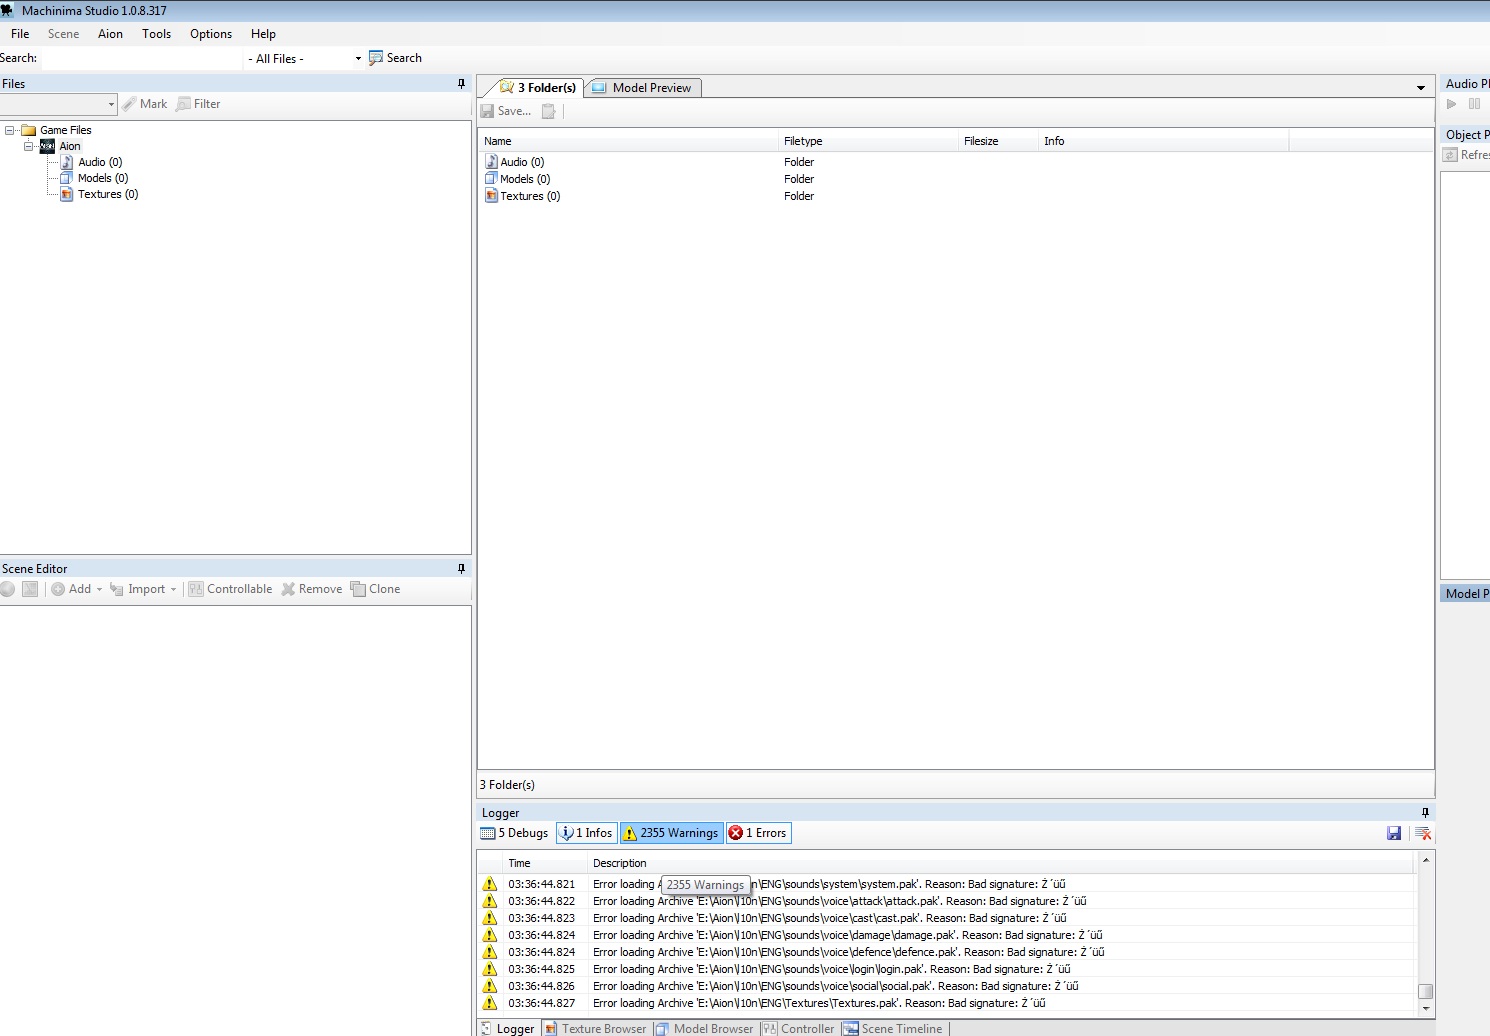 Machinima Studio 1.0.8.317
File Scene Aion Tools Options Help
Search: - All Files - Search
Files
Mark Filter
Game Files
Aion
Audio (0)
Models (0)
Textures (0)
3 Folder(s) Model Preview
Save...
Name Filetype Filesize Info
Audio (0) Folder
Models (0) Folder
Textures (0) Folder
3 Folder(s)
Audio Pl
Object P
Refres
Model P
Scene Editor
Add Import Controllable Remove Clone
Logger
5 Debugs 1 Infos 2355 Warnings 1 Errors
Time Description
2355 Warnings
03:36:44.821 Error loading A n\ENG\sounds\system\system.pak'. Reason: Bad signature: Ż´üű
03:36:44.822 Error loading Archive 'E:\Aion\l10n\ENG\sounds\voice\attack\attack.pak'. Reason: Bad signature: Ż´üű
03:36:44.823 Error loading Archive 'E:\Aion\l10n\ENG\sounds\voice\cast\cast.pak'. Reason: Bad signature: Ż´üű
03:36:44.824 Error loading Archive 'E:\Aion\l10n\ENG\sounds\voice\damage\damage.pak'. Reason: Bad signature: Ż´üű
03:36:44.824 Error loading Archive 'E:\Aion\l10n\ENG\sounds\voice\defence\defence.pak'. Reason: Bad signature: Ż´üű
03:36:44.825 Error loading Archive 'E:\Aion\l10n\ENG\sounds\voice\login\login.pak'. Reason: Bad signature: Ż´üű
03:36:44.826 Error loading Archive 'E:\Aion\l10n\ENG\sounds\voice\social\social.pak'. Reason: Bad signature: Ż´üű
03:36:44.827 Error loading Archive 'E:\Aion\l10n\ENG\Textures\Textures.pak'. Reason: Bad signature: Ż´üű
Logger Texture Browser Model Browser Controller Scene Timeline